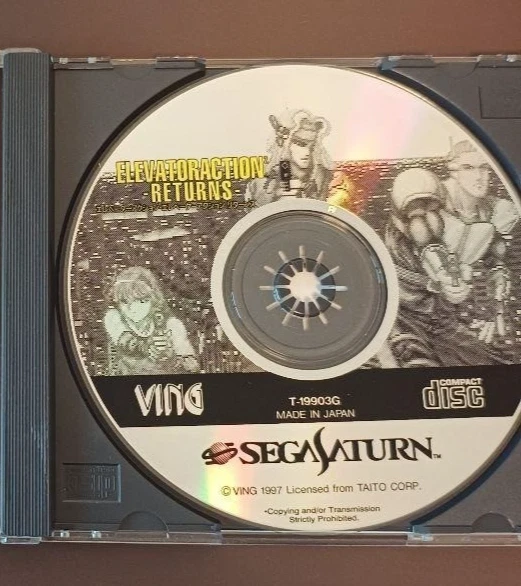 ELEVATORACTION
RETURNS
VING
T-19903G
MADE IN JAPAN
COMPACT
disc
SEGASATURN™
©VING 1997 Licensed from TAITO CORP.
•Copying and/or Transmission
Strictly Prohibited.